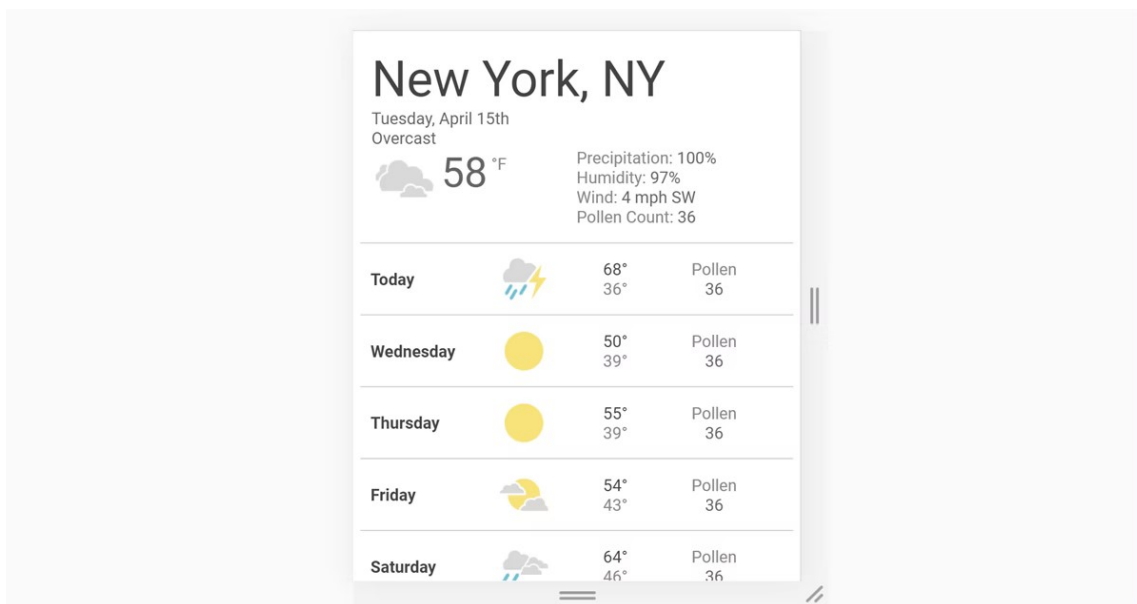 New York, NY
Tuesday, April 15th
Overcast
58 °F
Precipitation: 100%
Humidity: 97%
Wind: 4 mph SW
Pollen Count: 36
Today
68°
36°
Pollen
36
Wednesday
50°
39°
Pollen
36
Thursday
55°
39°
Pollen
36
Friday
54°
43°
Pollen
36
Saturday
64°
46°
Pollen
36